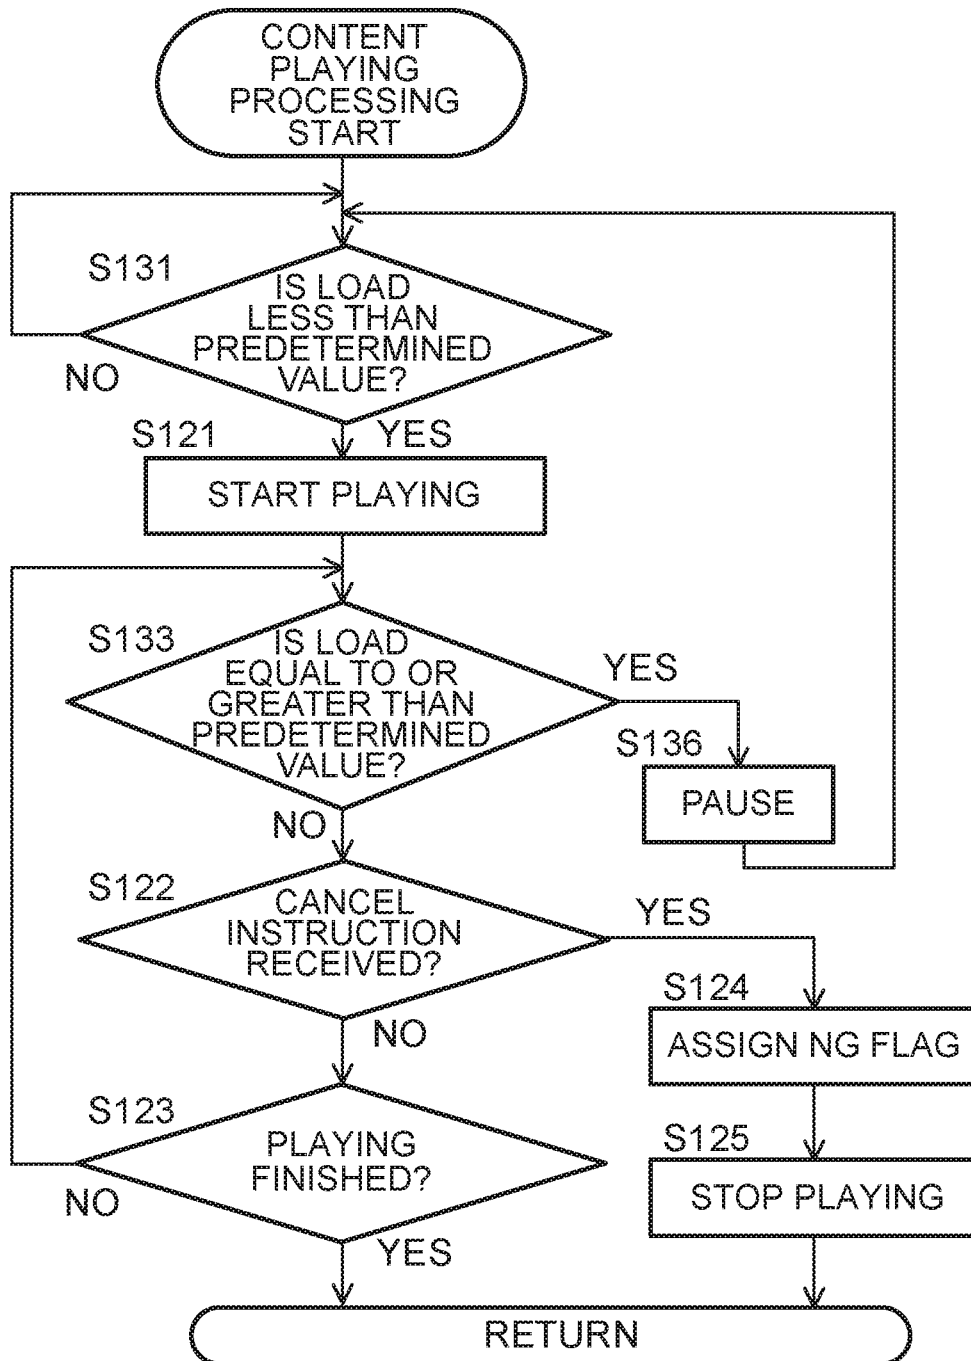 CONTENT
PLAYING
PROCESSING
START
S131
IS LOAD
LESS THAN
PREDETERMINED
VALUE?
NO
YES
S121
START PLAYING
S133
IS LOAD
EQUAL TO OR
GREATER THAN
PREDETERMINED
VALUE?
YES
S136
PAUSE
NO
S122
CANCEL
INSTRUCTION
RECEIVED?
YES
S124
ASSIGN NG FLAG
NO
S123
PLAYING
FINISHED?
S125
STOP PLAYING
NO
YES
RETURN